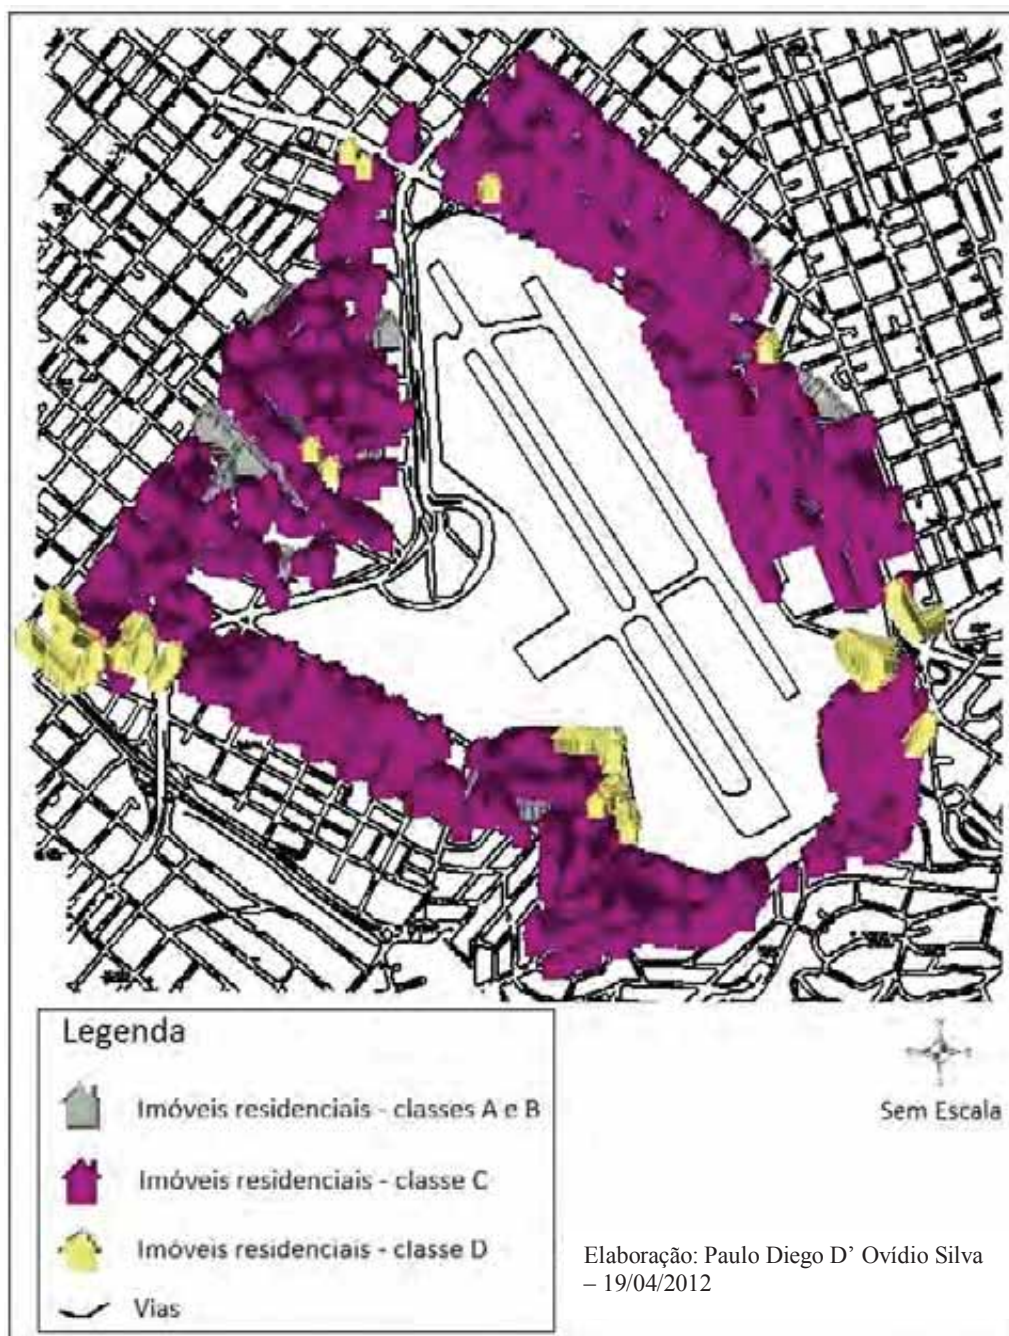 Legenda
Imóveis residenciais - classes A e B
Imóveis residenciais - classe C
Imóveis residenciais - classe D
Vias
Sem Escala
Elaboração: Paulo Diego D’ Ovídio Silva
– 19/04/2012